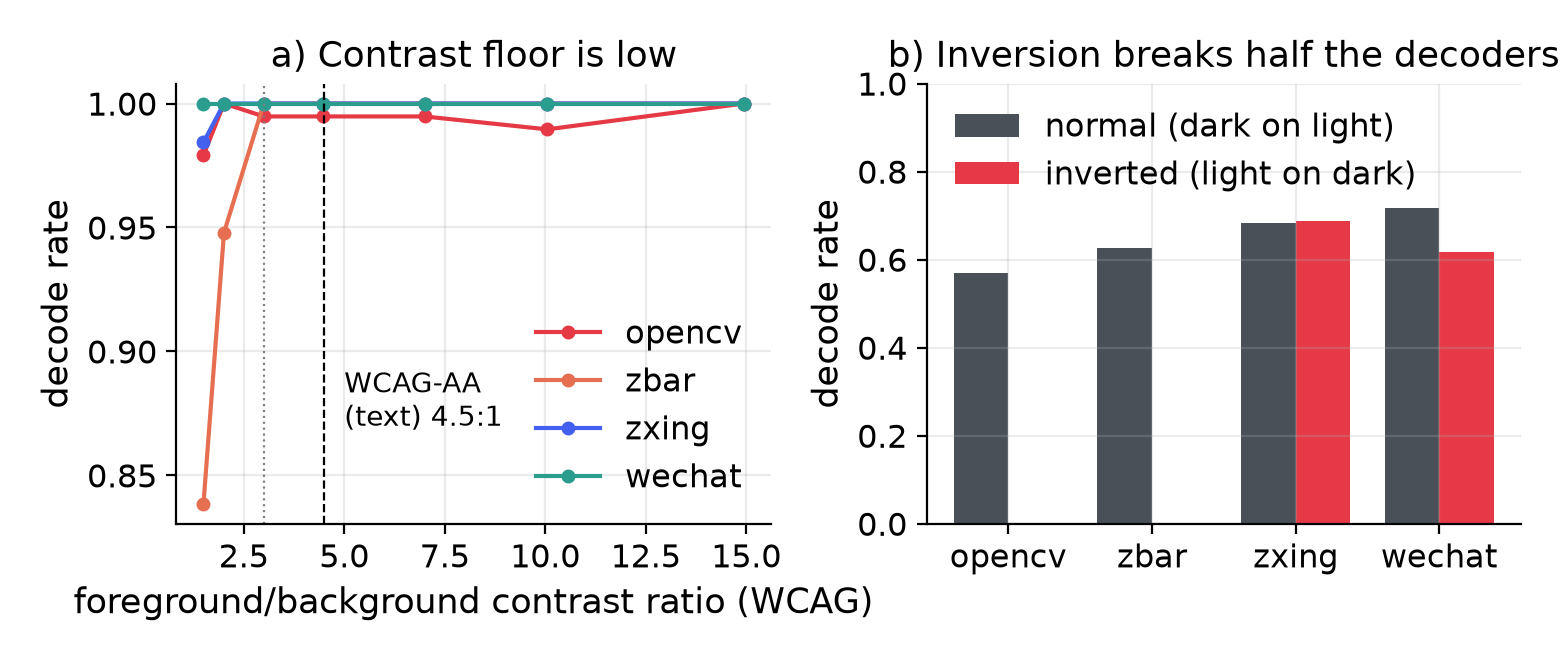 a) Contrast floor is low
1.00
0.95
0.90
0.85
decode rate
WCAG-AA
(text) 4.5:1
opencv
zbar
zxing
wechat
2.5 5.0 7.5 10.0 12.5 15.0
foreground/background contrast ratio (WCAG)
b) Inversion breaks half the decoders
1.0
0.8
0.6
0.4
0.2
0.0
decode rate
normal (dark on light)
inverted (light on dark)
opencv zbar zxing wechat